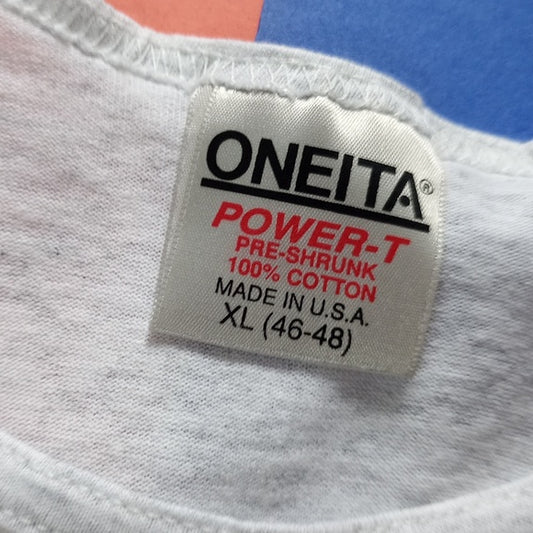 ONEITA®
POWER-T
PRE-SHRUNK
100% COTTON
MADE IN U.S.A.
XL (46-48)